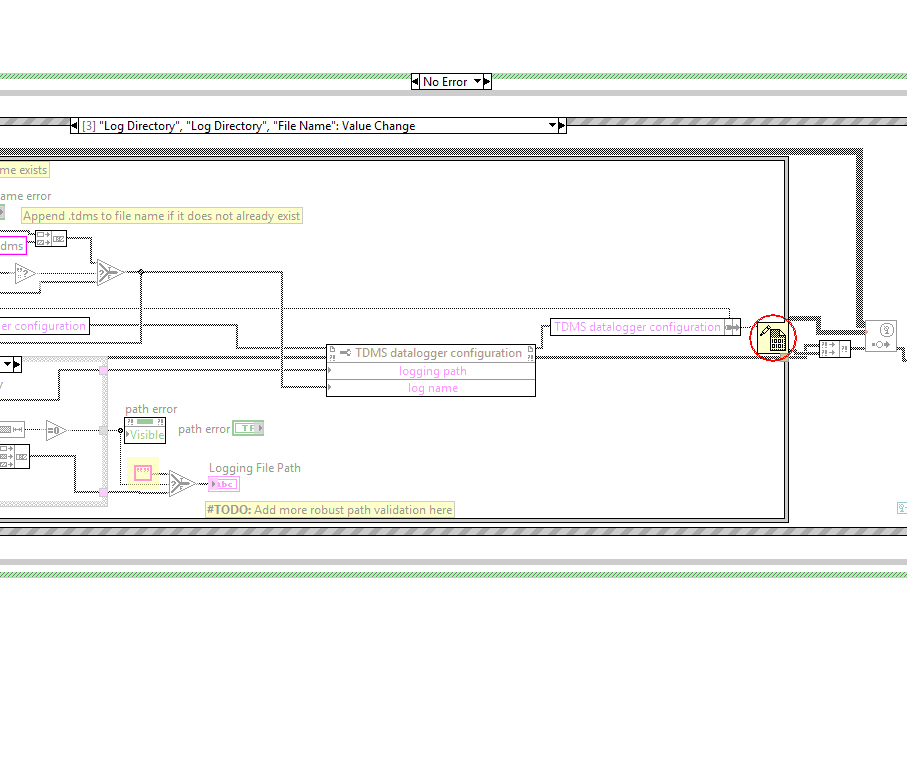 No Error
[3] "Log Directory", "Log Directory", "File Name": Value Change
me exists
ame error
Append .tdms to file name if it does not already exist
dms
er configuration
TDMS datalogger configuration
TDMS datalogger configuration
logging path
log name
path error
Visible
path error
TF
=0
Logging File Path
abc
#TODO: Add more robust path validation here